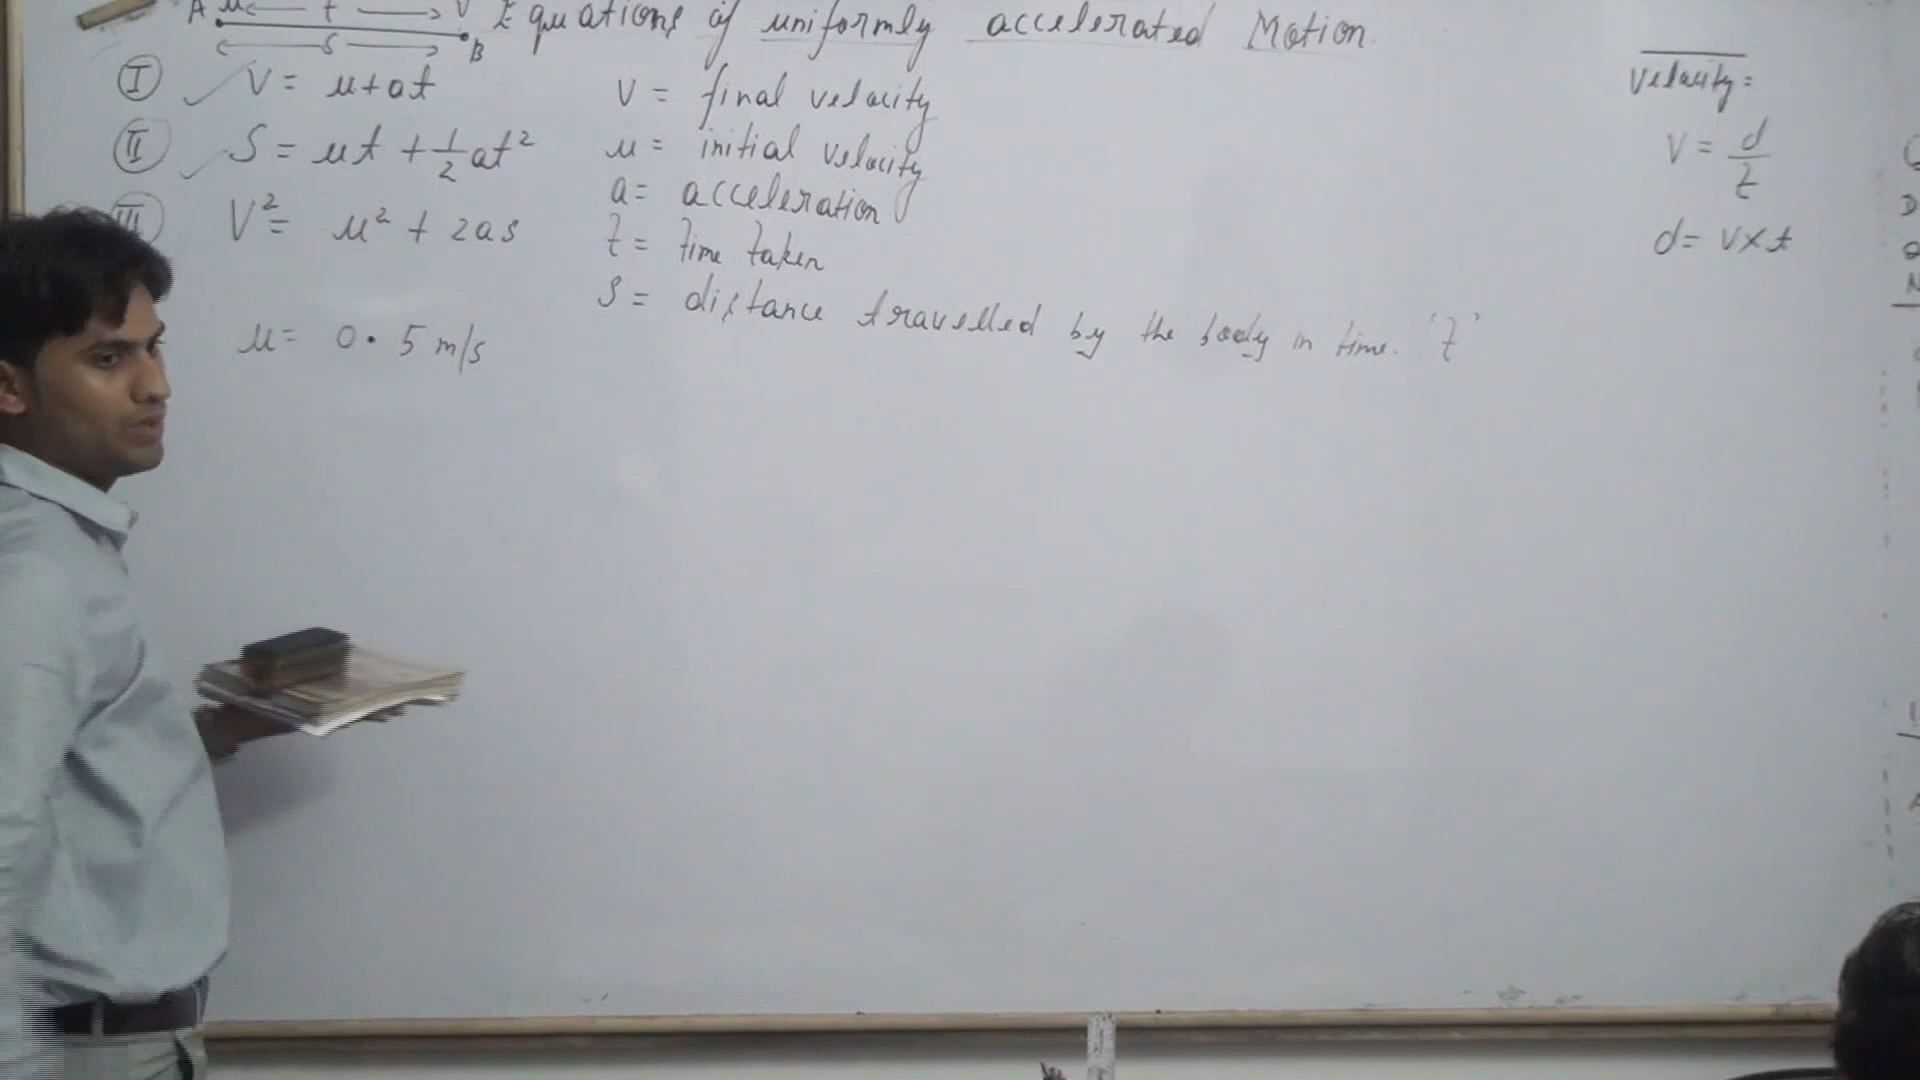 A u t v Equations of uniformly accelerated Motion
S B
I V = u+at
II S = ut + 1/2 at²
III V² = u² + 2as
u = 0.5 m/s
v = final velocity
u = initial velocity
a = acceleration
t = time taken
S = distance travelled by the body in time. 't'
Velocity =
V = d/t
d = v×t